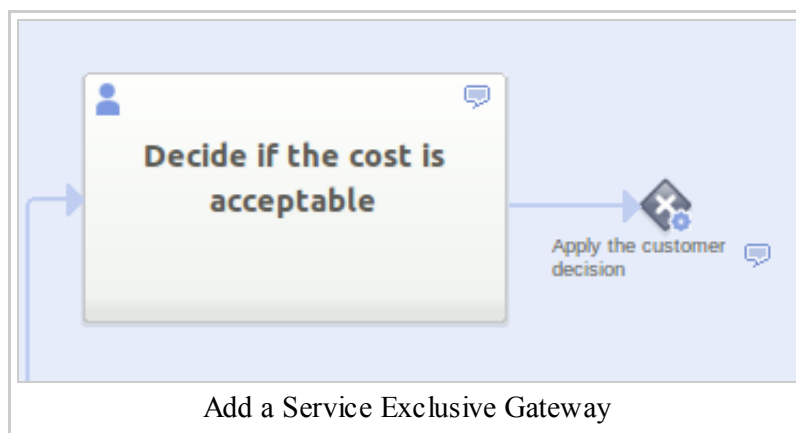 Decide if the cost is
acceptable
Apply the customer
decision
Add a Service Exclusive Gateway